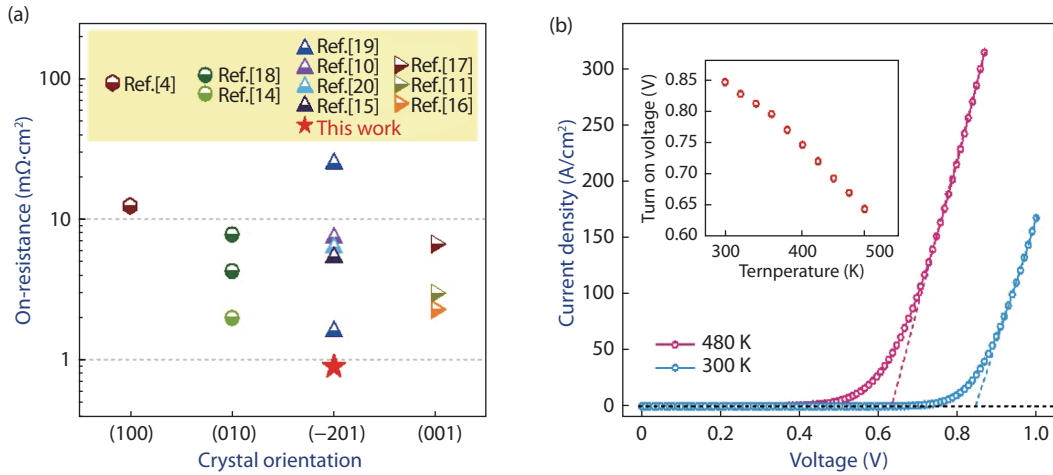 (a)
On-resistance (mΩ·cm²)
100
10
1
Ref.[4]
Ref.[18]
Ref.[14]
Ref.[19]
Ref.[10]
Ref.[20]
Ref.[15]
This work
Ref.[17]
Ref.[11]
Ref.[16]
(100) (010) (−201) (001)
Crystal orientation
(b)
Current density (A/cm²)
300
250
200
150
100
50
0
Turn on voltage (V)
0.85
0.80
0.75
0.70
0.65
0.60
300 400 500
Ternperature (K)
480 K
300 K
0 0.2 0.4 0.6 0.8 1.0
Voltage (V)